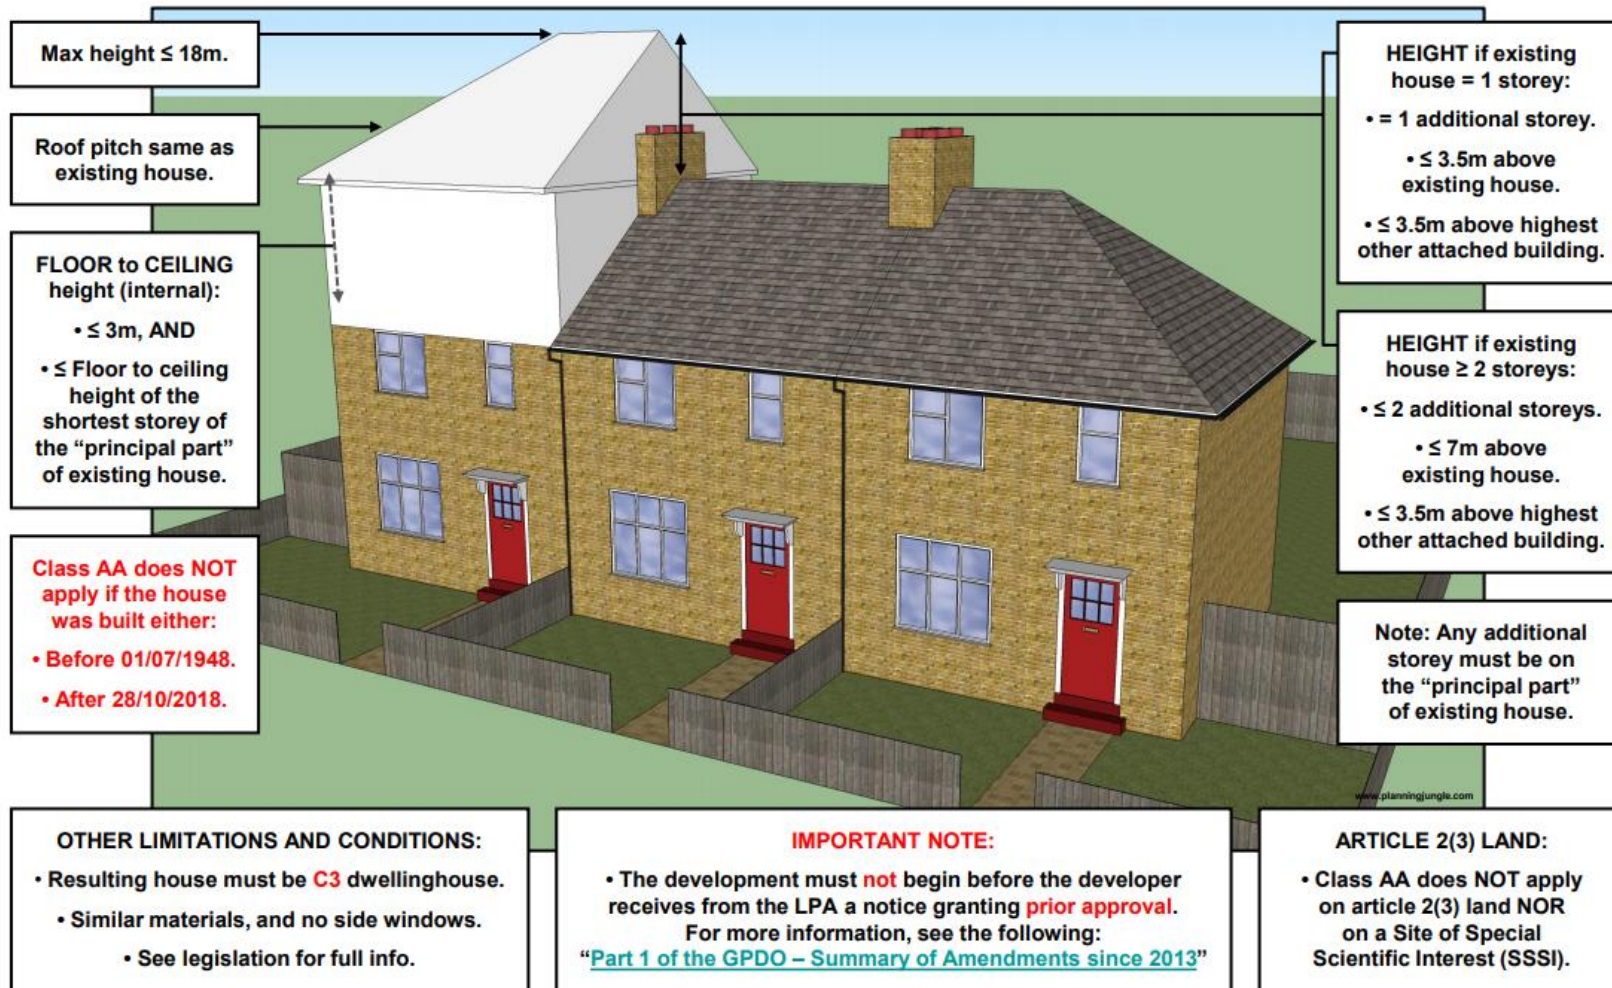 Max height ≤ 18m.
Roof pitch same as
existing house.
FLOOR to CEILING
height (internal):
• ≤ 3m, AND
• ≤ Floor to ceiling
height of the
shortest storey of
the “principal part”
of existing house.
Class AA does NOT
apply if the house
was built either:
• Before 01/07/1948.
• After 28/10/2018.
HEIGHT if existing
house = 1 storey:
• = 1 additional storey.
• ≤ 3.5m above
existing house.
• ≤ 3.5m above highest
other attached building.
HEIGHT if existing
house ≥ 2 storeys:
• ≤ 2 additional storeys.
• ≤ 7m above
existing house.
• ≤ 3.5m above highest
other attached building.
Note: Any additional
storey must be on
the “principal part”
of existing house.
www.planningjungle.com
OTHER LIMITATIONS AND CONDITIONS:
• Resulting house must be C3 dwellinghouse.
• Similar materials, and no side windows.
• See legislation for full info.
IMPORTANT NOTE:
• The development must not begin before the developer
receives from the LPA a notice granting prior approval.
For more information, see the following:
“Part 1 of the GPDO – Summary of Amendments since 2013”
ARTICLE 2(3) LAND:
• Class AA does NOT apply
on article 2(3) land NOR
on a Site of Special
Scientific Interest (SSSI).